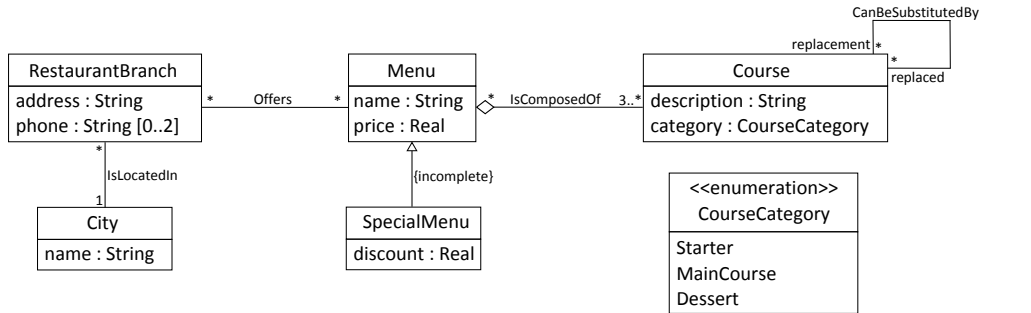 CanBeSubstitutedBy
replacement *
*
replaced
RestaurantBranch
address : String
phone : String [0..2]
* Offers *
Menu
name : String
price : Real
* IsComposedOf 3..*
Course
description : String
category : CourseCategory
*
IsLocatedIn
1
{incomplete}
City
name : String
SpecialMenu
discount : Real
<<enumeration>>
CourseCategory
Starter
MainCourse
Dessert